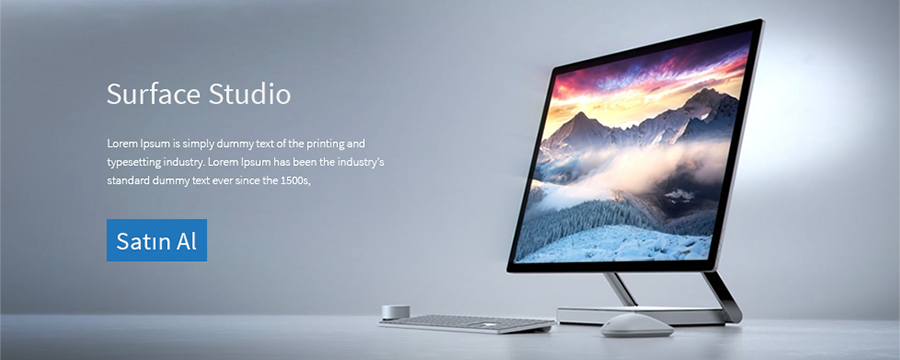 Surface Studio
Lorem Ipsum is simply dummy text of the printing and
typesetting industry. Lorem Ipsum has been the industry's
standard dummy text ever since the 1500s,
Satın Al